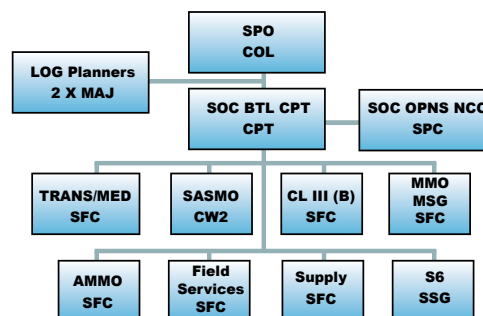 SPO
COL
LOG Planners
2 X MAJ
SOC BTL CPT
CPT
SOC OPNS NCO
SPC
TRANS/MED
SFC
SASMO
CW2
CL III (B)
SFC
MMO
MSG
SFC
AMMO
SFC
Field
Services
SFC
Supply
SFC
S6
SSG